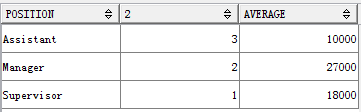 POSITION 2 AVERAGE
Assistant 3 10000
Manager 2 27000
Supervisor 1 18000